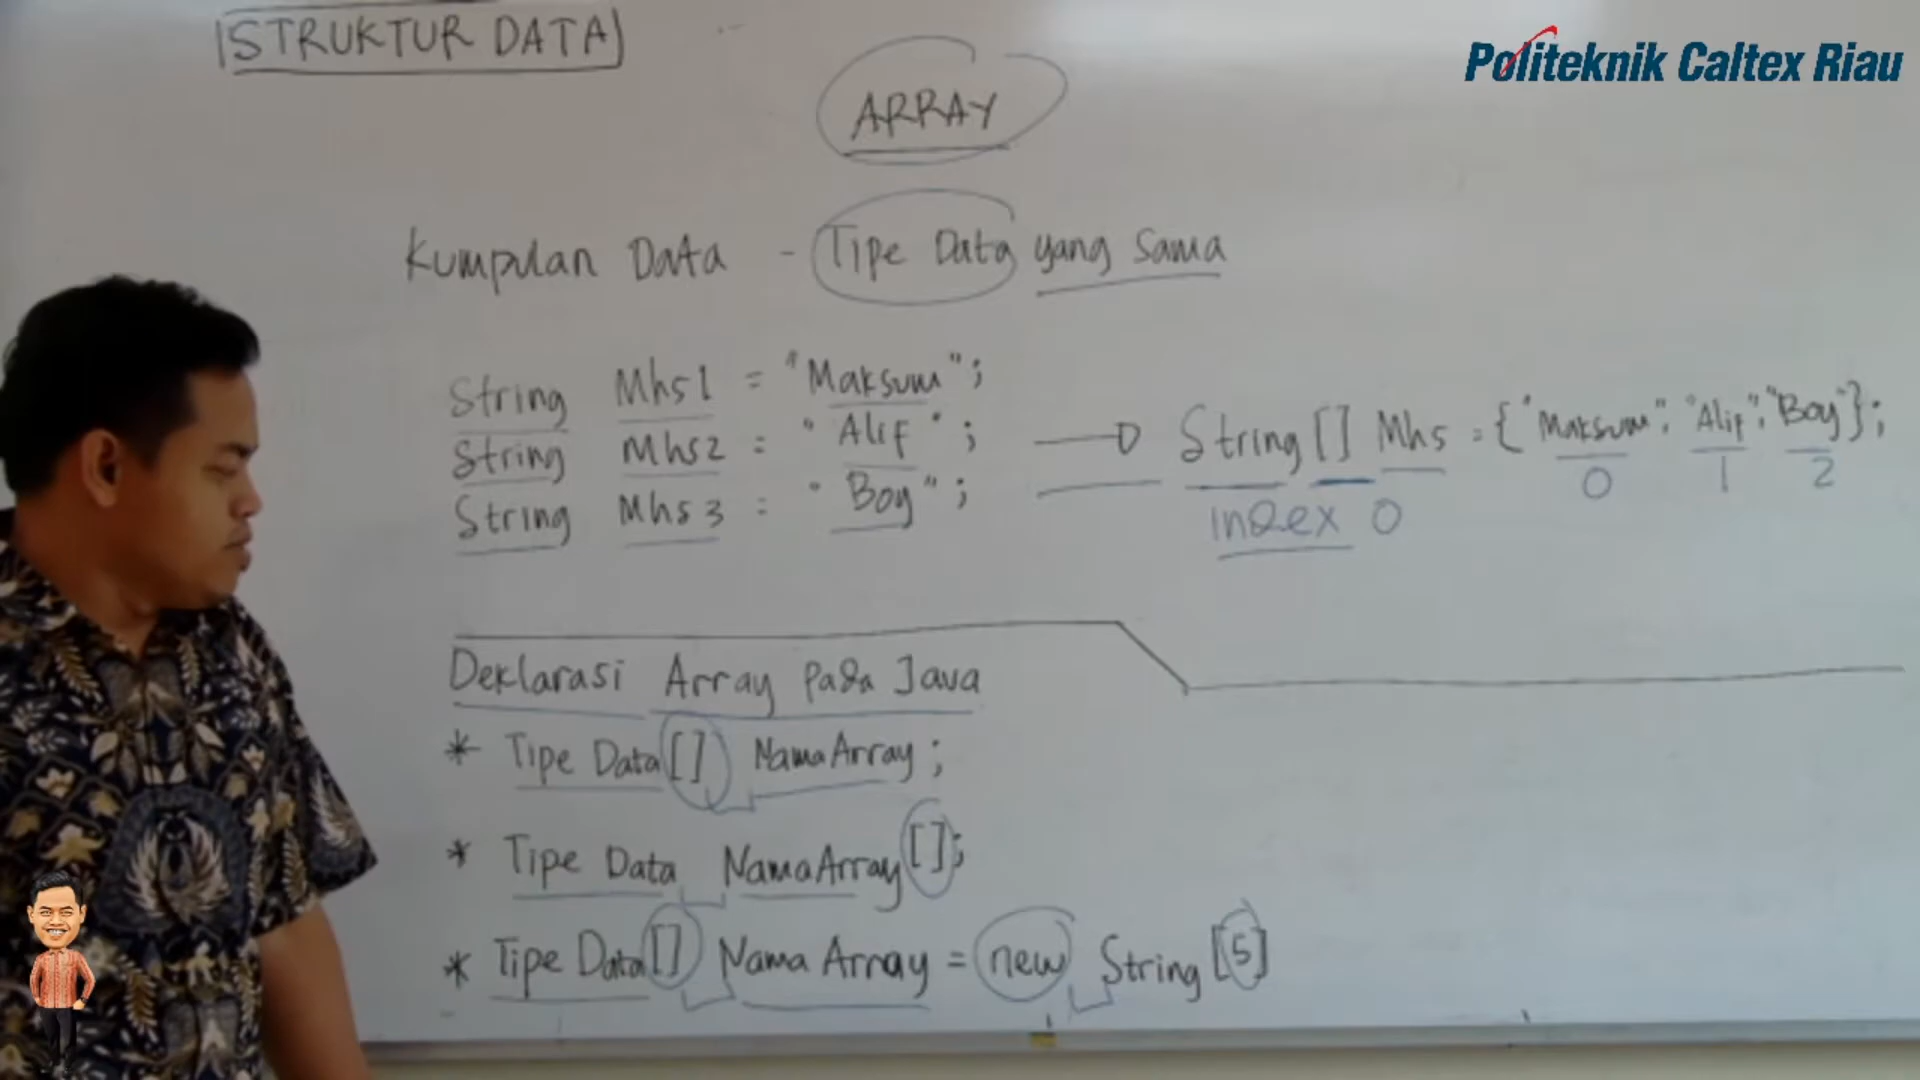 STRUKTUR DATA
Politeknik Caltex Riau
ARRAY
Kumpulan Data - Tipe Data yang Sama
String Mhs1 = "Maksum";
String Mhs2 = "Alif";
String Mhs3 = "Boy";
String[] Mhs = {"Maksum", "Alif", "Boy"};
0 1 2
index 0
Deklarasi Array Pada Java
* Tipe Data[] NamaArray;
* Tipe Data NamaArray[];
* Tipe Data[] Nama Array = new String[5]